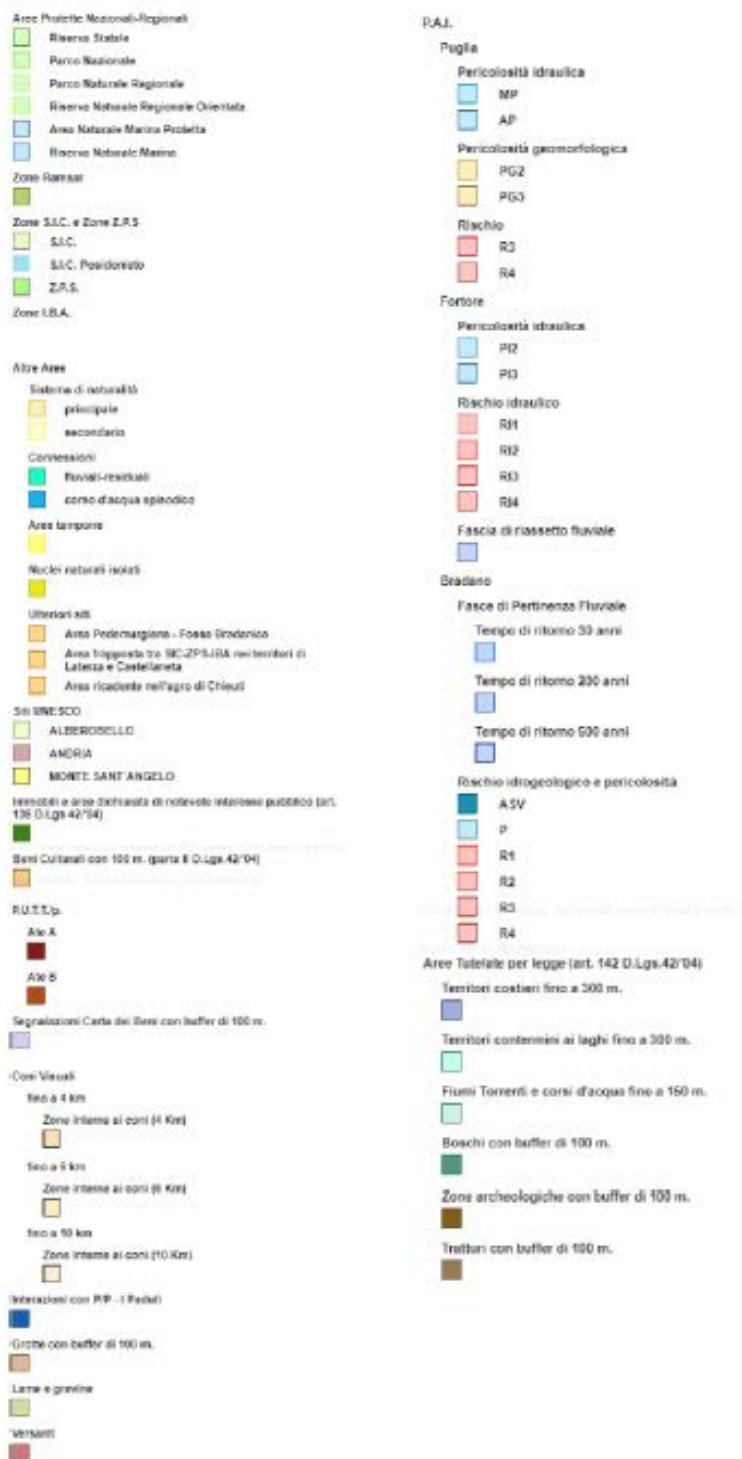 Aree Protette Nazionali-Regionali
Riserva Statale
Parco Nazionale
Parco Naturale Regionale
Riserva Naturale Regionale Orientata
Area Naturale Marina Protetta
Riserva Naturale Marina
Zone Ramsar
Zone S.I.C. e Zone Z.P.S
S.I.C.
S.I.C. Posidonieto
Z.P.S.
Zone I.B.A.
Altre Aree
Sistema di naturalità
principale
secondario
Connessioni
fluviali-residuali
corso d'acqua episodico
Aree tampone
Nuclei naturali isolati
Ulteriori siti
Area Pedemurgiana - Fossa Bradanica
Area frapposta tra SIC-ZPS-IBA nei territori di
Laterza e Castellaneta
Area ricadente nell'agro di Chieuti
Siti UNESCO
ALBEROBELLO
ANDRIA
MONTE SANT'ANGELO
Immobili e aree dichiarate di notevole interesse pubblico (art.
136 D.Lgs 42/'04)
Beni Culturali con 100 m. (parte II D.Lgs.42/'04)
P.U.T.T./p.
Ate A
Ate B
Segnalazioni Carta dei Beni con buffer di 100 m.
Coni Visuali
fino a 4 km
Zone interne ai coni (4 Km)
fino a 6 km
Zone interne ai coni (6 Km)
fino a 10 km
Zone interne ai coni (10 Km)
Interazioni con P/P - I Paduli
Grotte con buffer di 100 m.
Lame e gravine
Versanti
P.A.I.
Puglia
Pericolosità idraulica
MP
AP
Pericolosità geomorfologica
PG2
PG3
Rischio
R3
R4
Fortore
Pericolosità idraulica
PI2
PI3
Rischio idraulico
RI1
RI2
RI3
RI4
Fascia di riassetto fluviale
Bradano
Fasce di Pertinenza Fluviale
Tempo di ritorno 30 anni
Tempo di ritorno 200 anni
Tempo di ritorno 500 anni
Rischio idrogeologico e pericolosità
ASV
P
R1
R2
R3
R4
Aree Tutelate per legge (art. 142 D.Lgs.42/'04)
Territori costieri fino a 300 m.
Territori contermini ai laghi fino a 300 m.
Fiumi Torrenti e corsi d'acqua fino a 150 m.
Boschi con buffer di 100 m.
Zone archeologiche con buffer di 100 m.
Tratturi con buffer di 100 m.